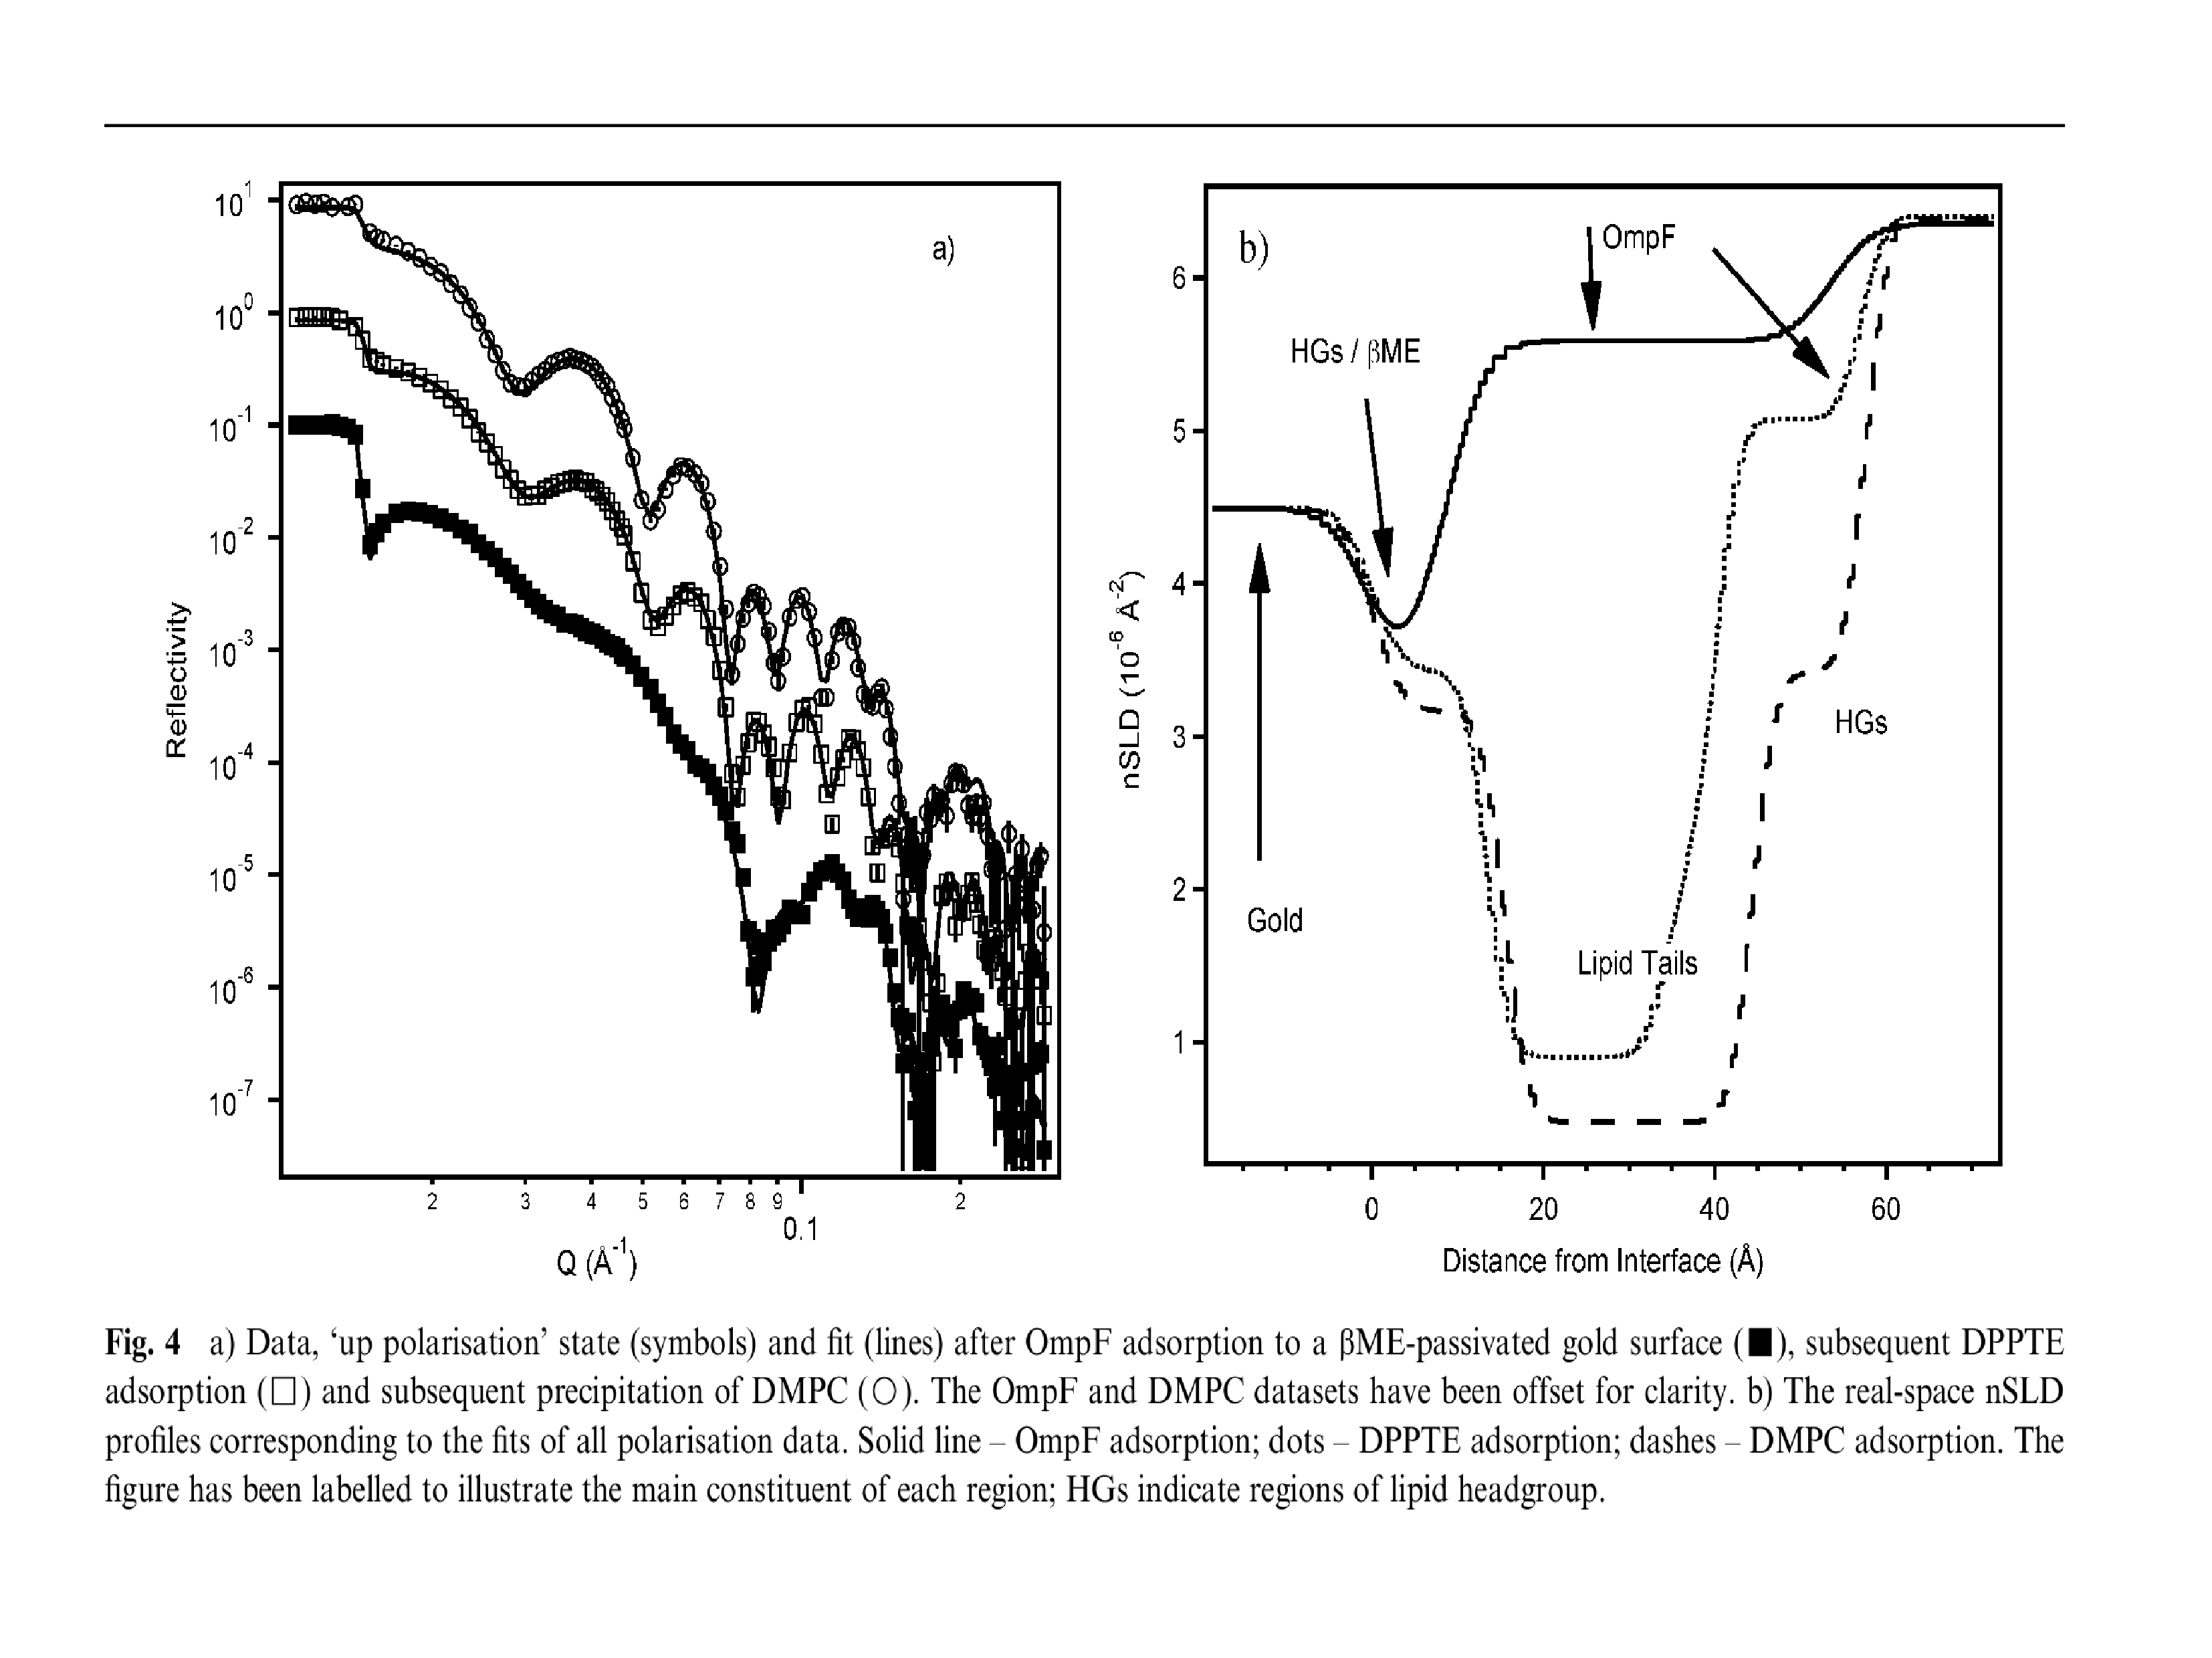 a)
10^1
10^0
10^-1
10^-2
10^-3
10^-4
10^-5
10^-6
10^-7
Reflectivity
2 3 4 5 6 7 8 9 2
0.1
Q (Å^-1)
b)
OmpF
HGs / βME
HGs
Gold
Lipid Tails
6
5
4
3
2
1
nSLD (10^-6 Å^-2)
0 20 40 60
Distance from Interface (Å)
Fig. 4 a) Data, ‘up polarisation’ state (symbols) and fit (lines) after OmpF adsorption to a βME-passivated gold surface (■), subsequent DPPTE
adsorption (□) and subsequent precipitation of DMPC (○). The OmpF and DMPC datasets have been offset for clarity. b) The real-space nSLD
profiles corresponding to the fits of all polarisation data. Solid line – OmpF adsorption; dots – DPPTE adsorption; dashes – DMPC adsorption. The
figure has been labelled to illustrate the main constituent of each region; HGs indicate regions of lipid headgroup.